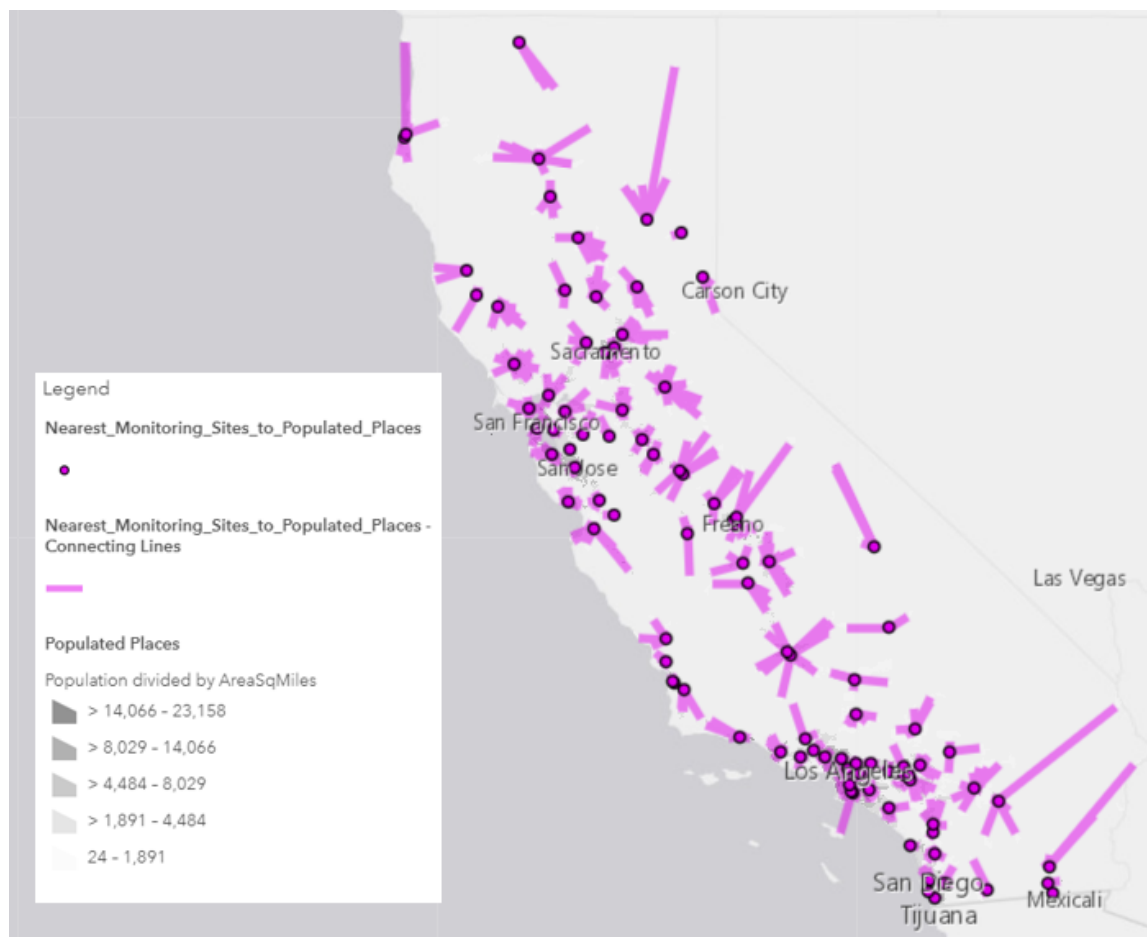 Carson City
Sacramento
San Francisco
San Jose
Fresno
Las Vegas
Los Angeles
San Diego
Mexicali
Tijuana
Legend
Nearest_Monitoring_Sites_to_Populated_Places
Nearest_Monitoring_Sites_to_Populated_Places -
Connecting Lines
Populated Places
Population divided by AreaSqMiles
> 14,066 - 23,158
> 8,029 - 14,066
> 4,484 - 8,029
> 1,891 - 4,484
24 - 1,891